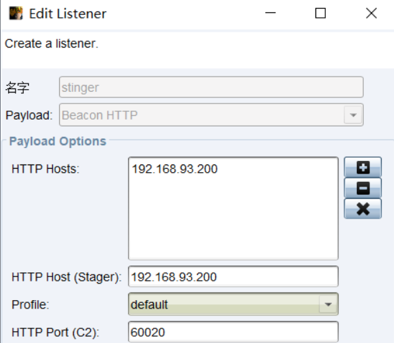 Edit Listener
Create a listener.
名字 stinger
Payload: Beacon HTTP
Payload Options
HTTP Hosts: 192.168.93.200
HTTP Host (Stager): 192.168.93.200
Profile: default
HTTP Port (C2): 60020